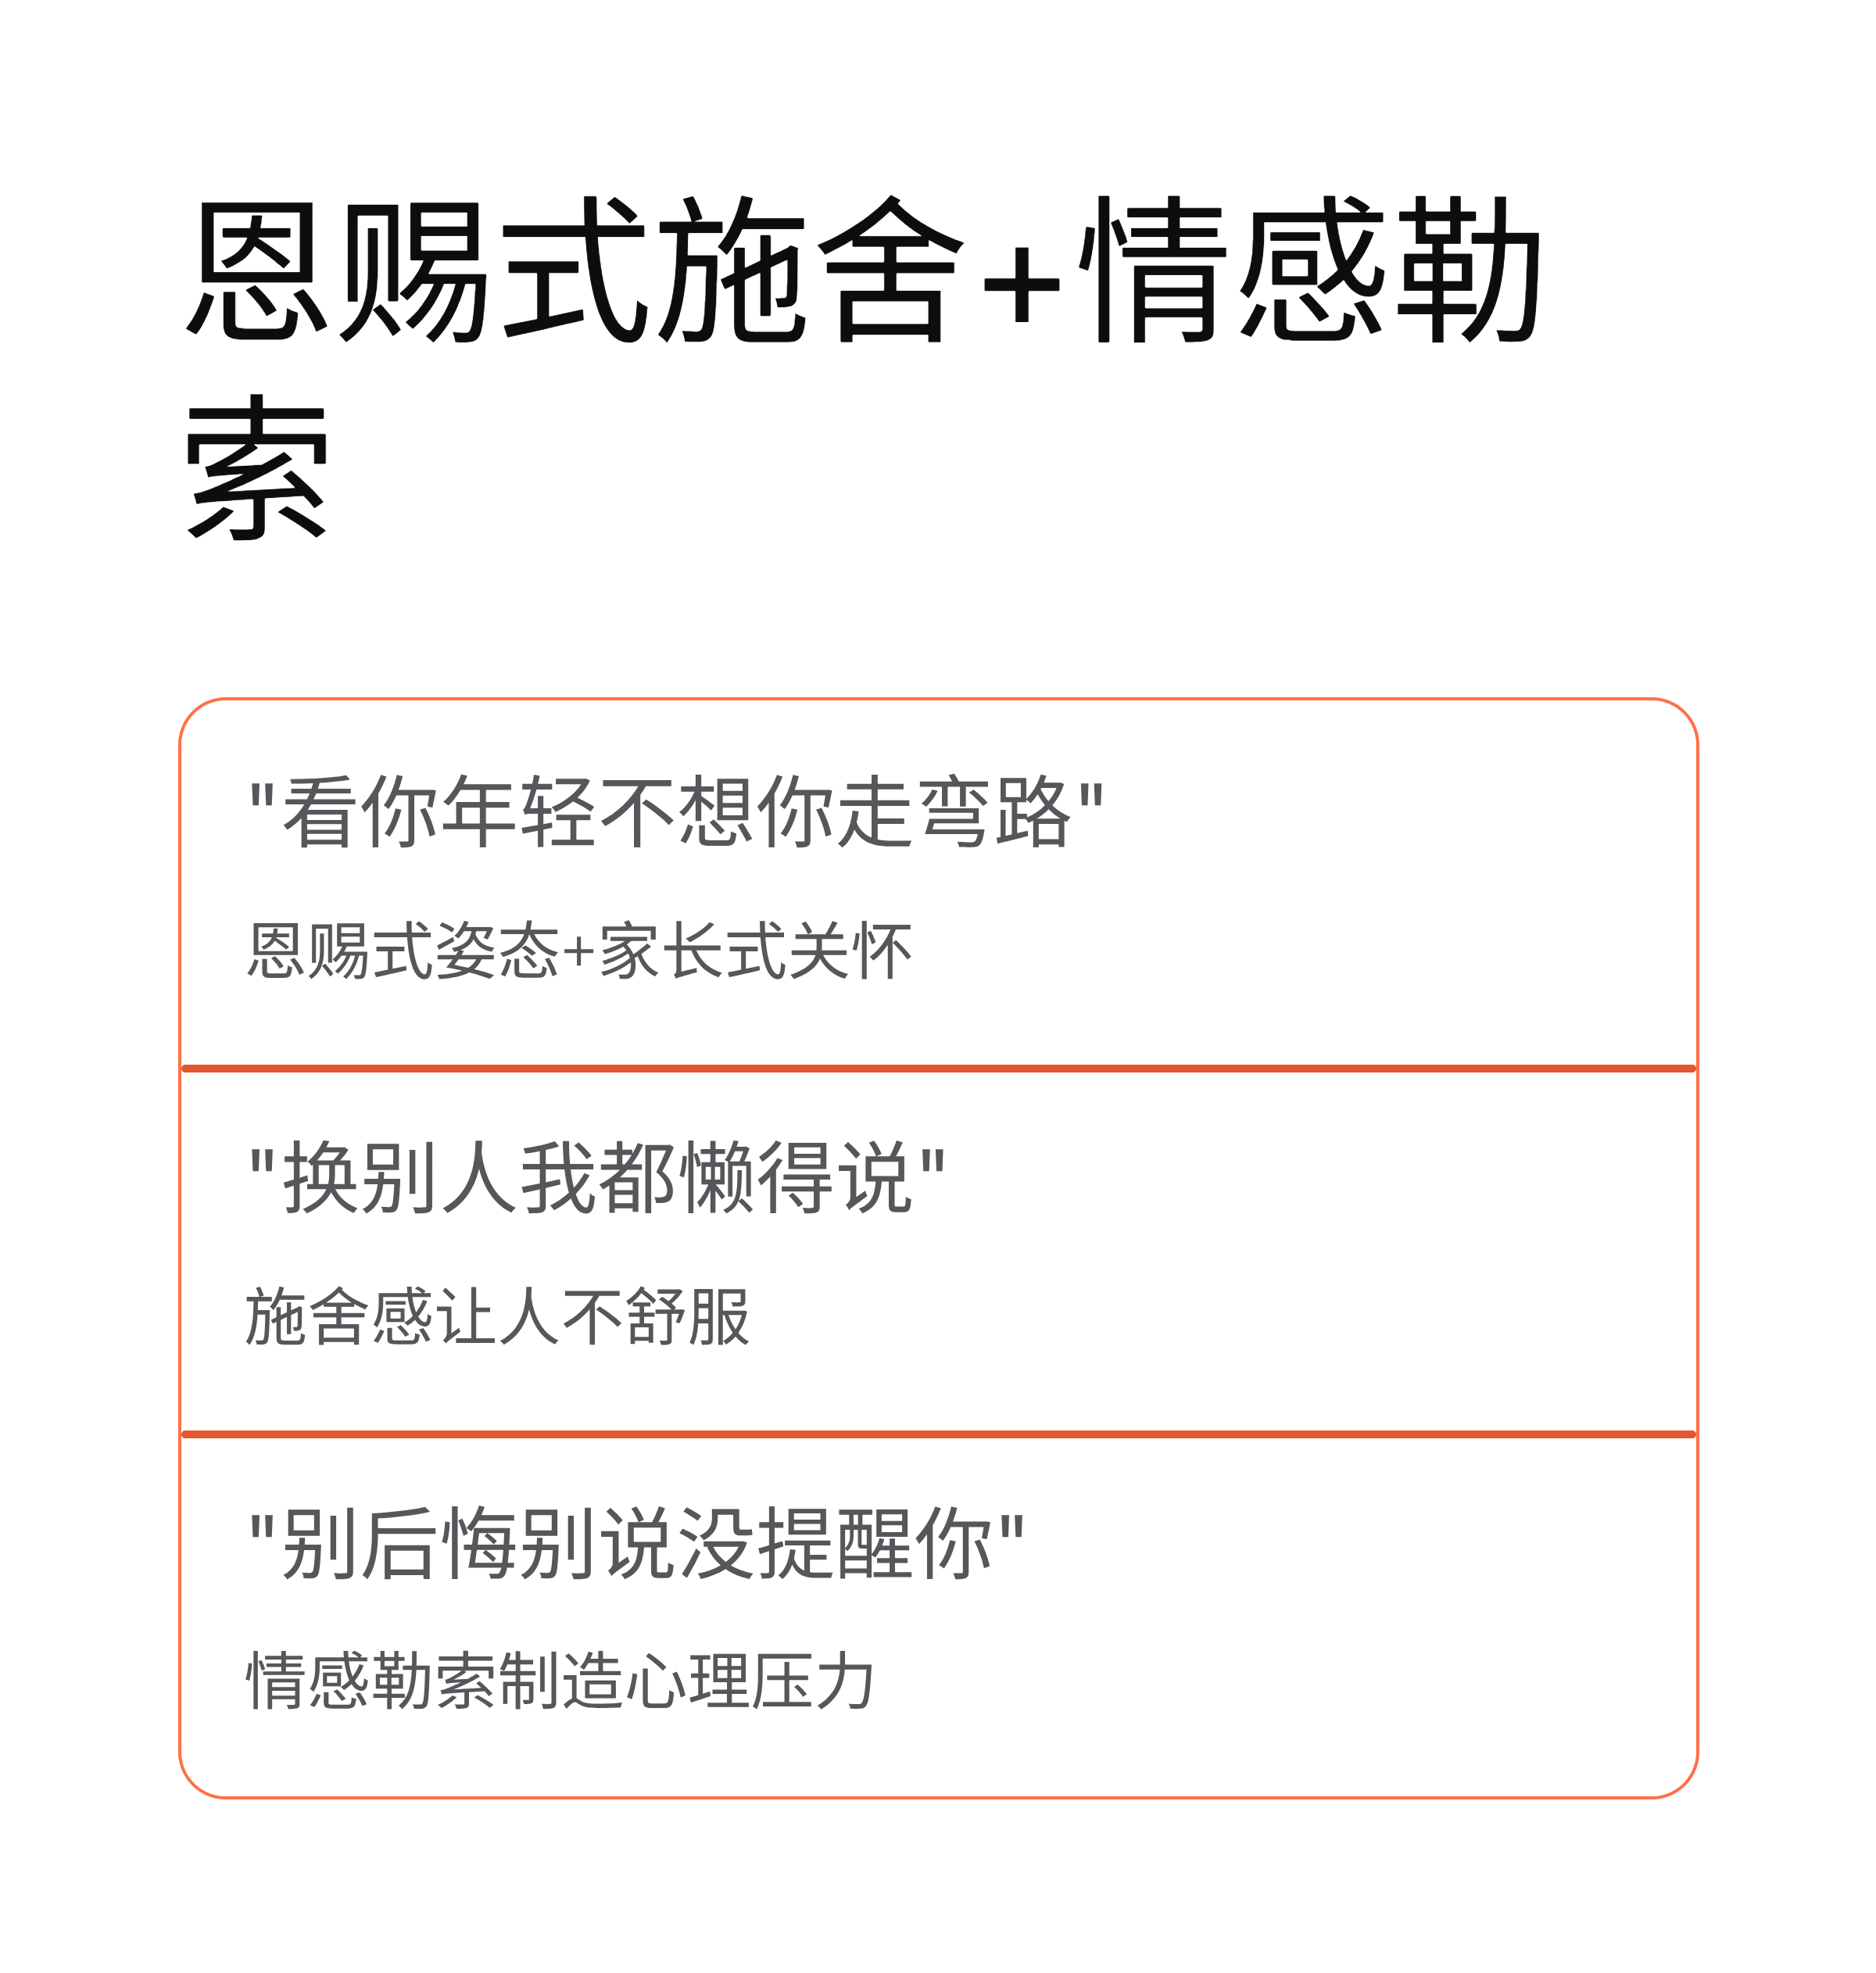 恩赐式施舍+情感勒
索
"看你年轻不想你走弯路"
恩赐式姿态+家长式关怀
"换别人我都懒得说"
施舍感让人不舒服
"别后悔别说没提醒你"
情感勒索制造心理压力